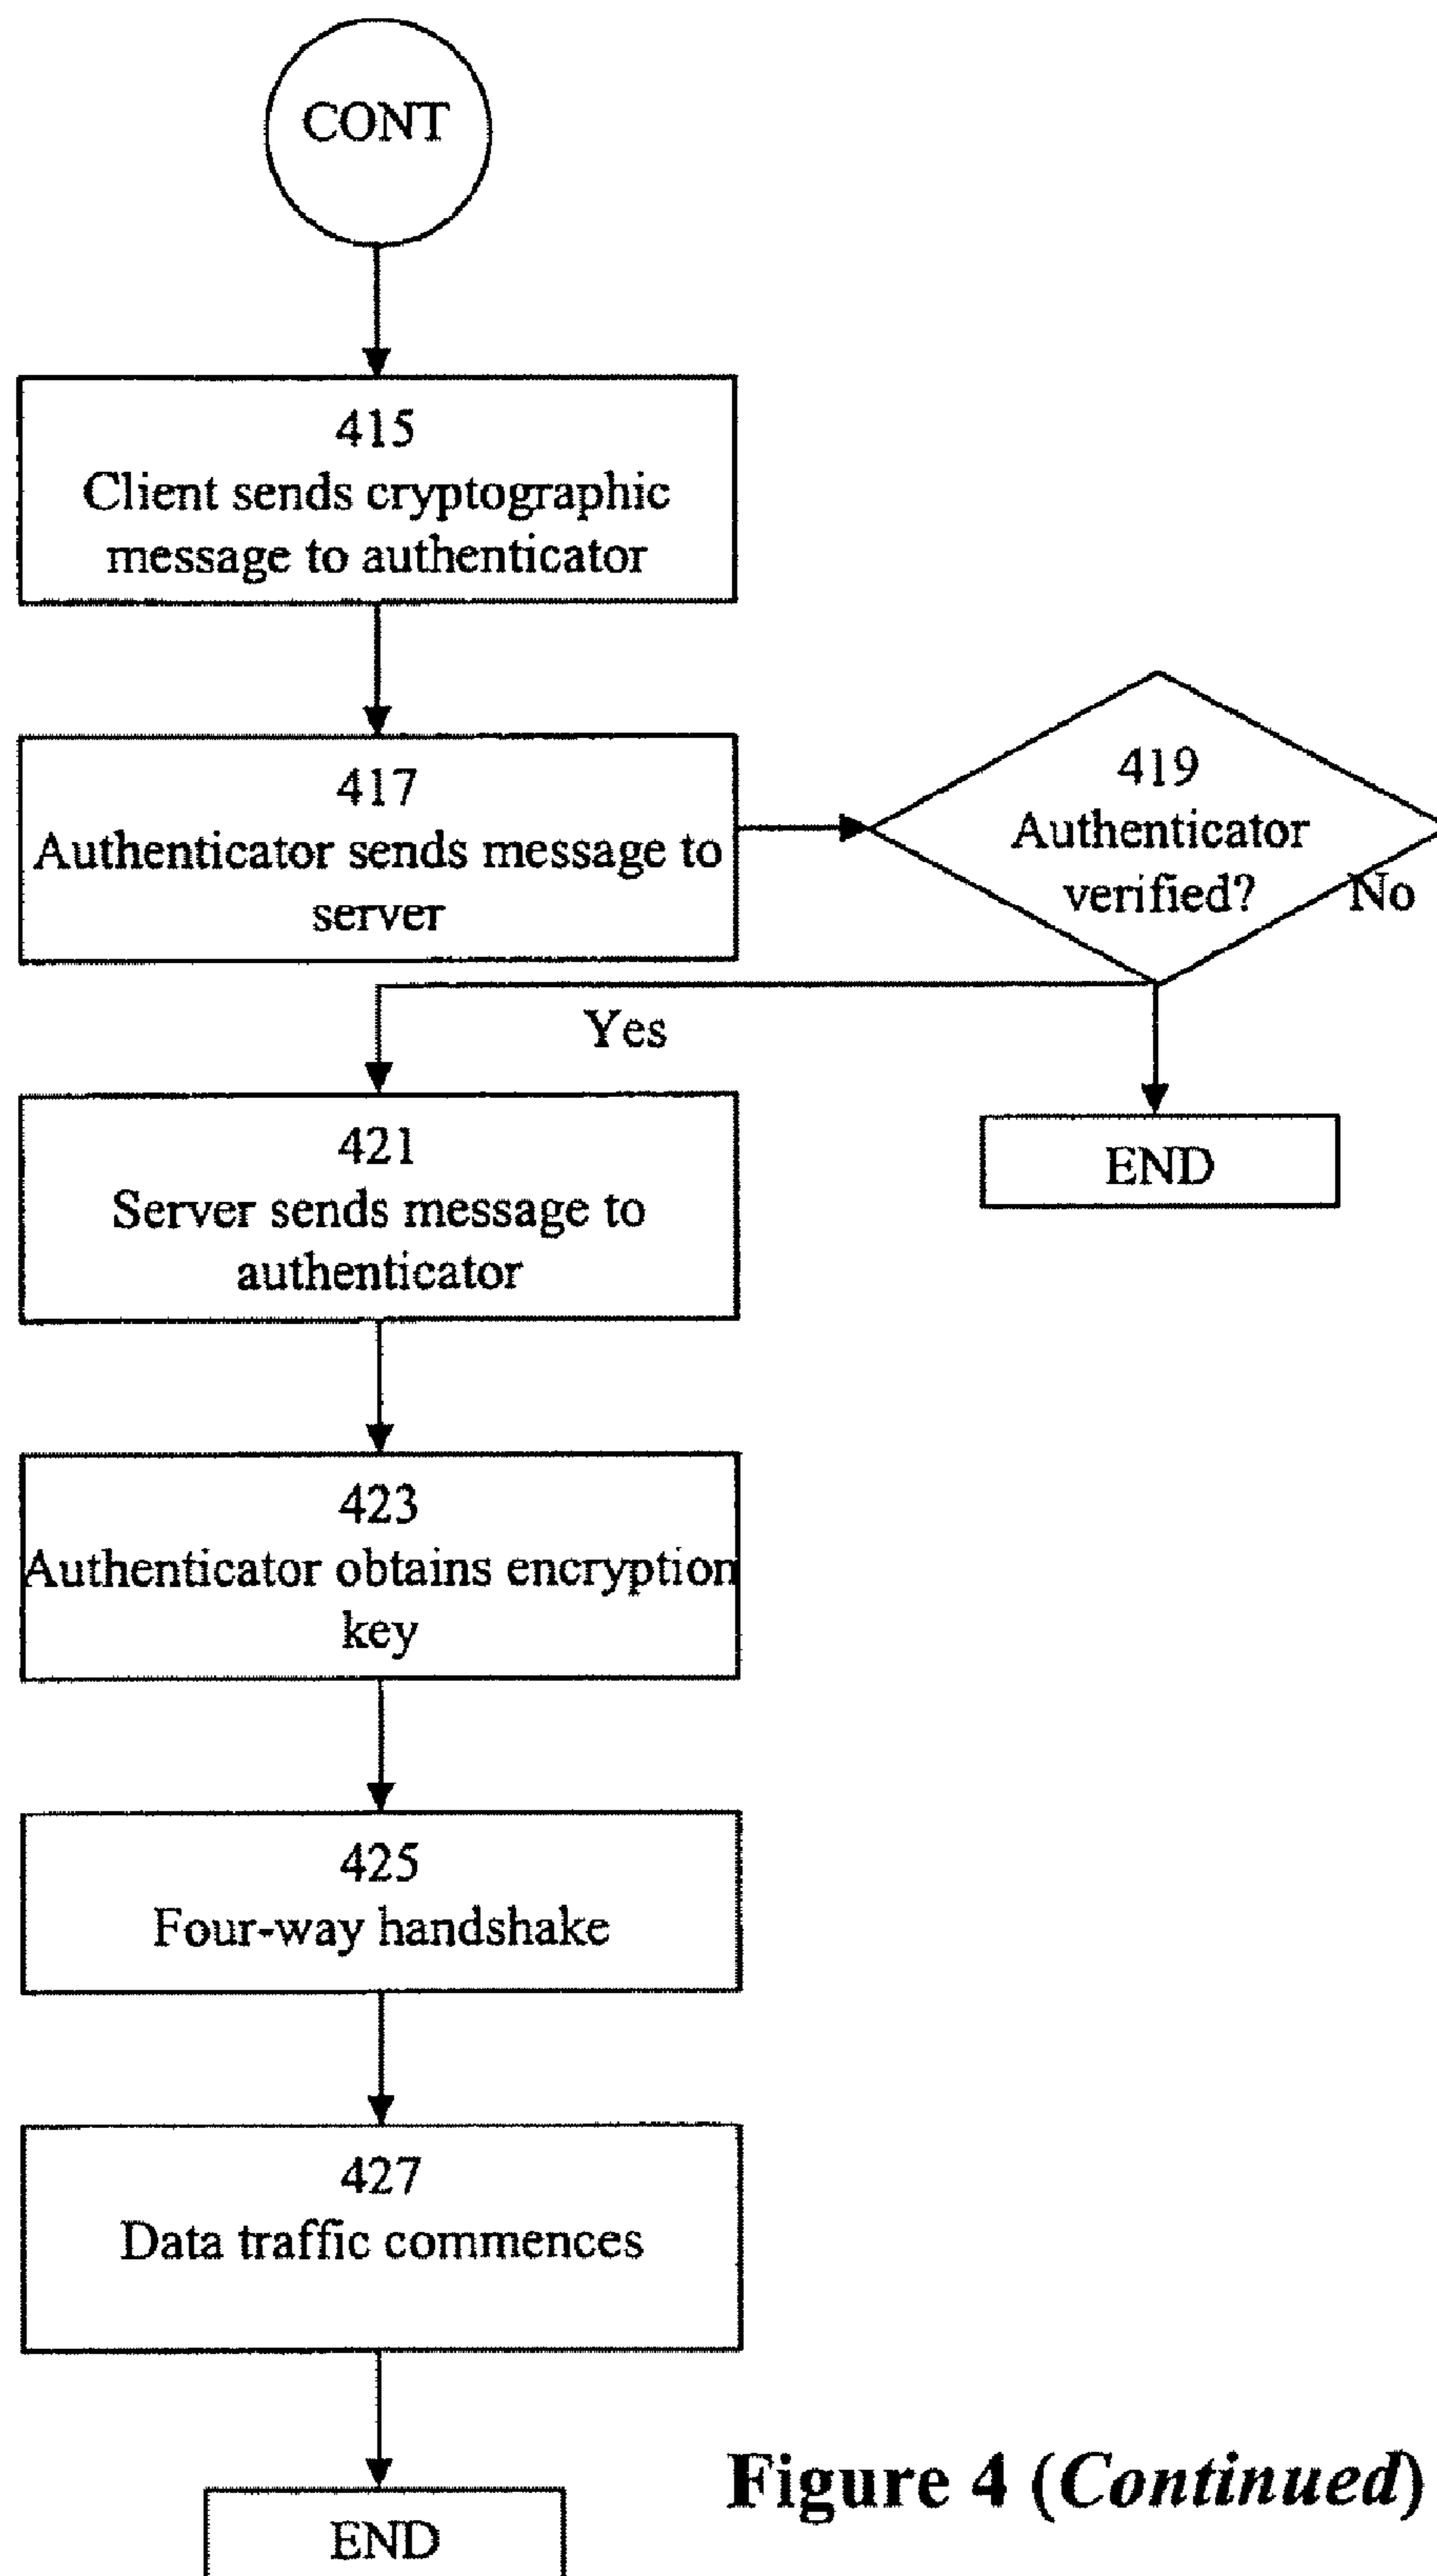 CONT
415
Client sends cryptographic
message to authenticator
417
Authenticator sends message to
server
419
Authenticator
verified?
No
Yes
421
Server sends message to
authenticator
END
423
Authenticator obtains encryption
key
425
Four-way handshake
427
Data traffic commences
END
Figure 4 (Continued)